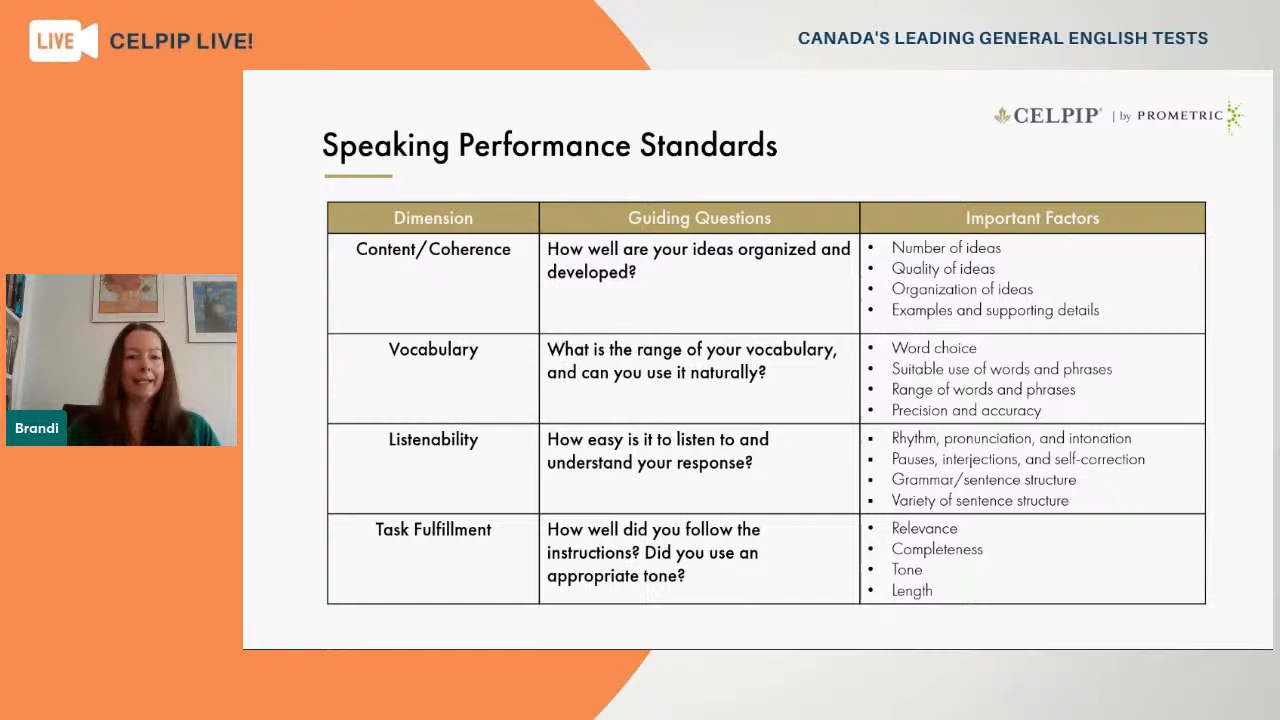 LIVE
CELPIP LIVE!
CANADA'S LEADING GENERAL ENGLISH TESTS
CELPIP® | by PROMETRIC
Speaking Performance Standards
Dimension
Guiding Questions
Important Factors
Content/Coherence
How well are your ideas organized and
developed?
• Number of ideas
• Quality of ideas
• Organization of ideas
• Examples and supporting details
Vocabulary
What is the range of your vocabulary,
and can you use it naturally?
• Word choice
• Suitable use of words and phrases
• Range of words and phrases
• Precision and accuracy
Listenability
How easy is it to listen to and
understand your response?
▪ Rhythm, pronunciation, and intonation
▪ Pauses, interjections, and self-correction
▪ Grammar/sentence structure
▪ Variety of sentence structure
Task Fulfillment
How well did you follow the
instructions? Did you use an
appropriate tone?
• Relevance
• Completeness
• Tone
• Length
Brandi